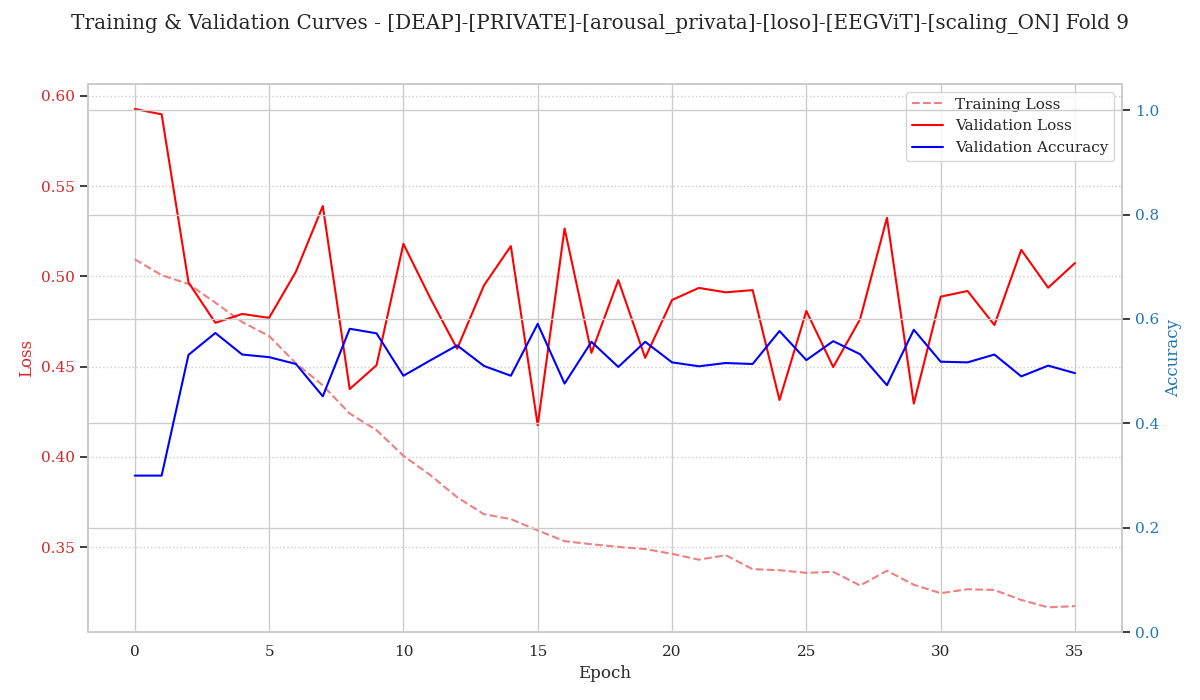 Training & Validation Curves - [DEAP]-[PRIVATE]-[arousal_privata]-[loso]-[EEGViT]-[scaling_ON] Fold 9
Training Loss
Validation Loss
Validation Accuracy
0.60
0.55
0.50
0.45
0.40
0.35
Loss
1.0
0.8
0.6
0.4
0.2
0.0
Accuracy
0 5 10 15 20 25 30 35
Epoch